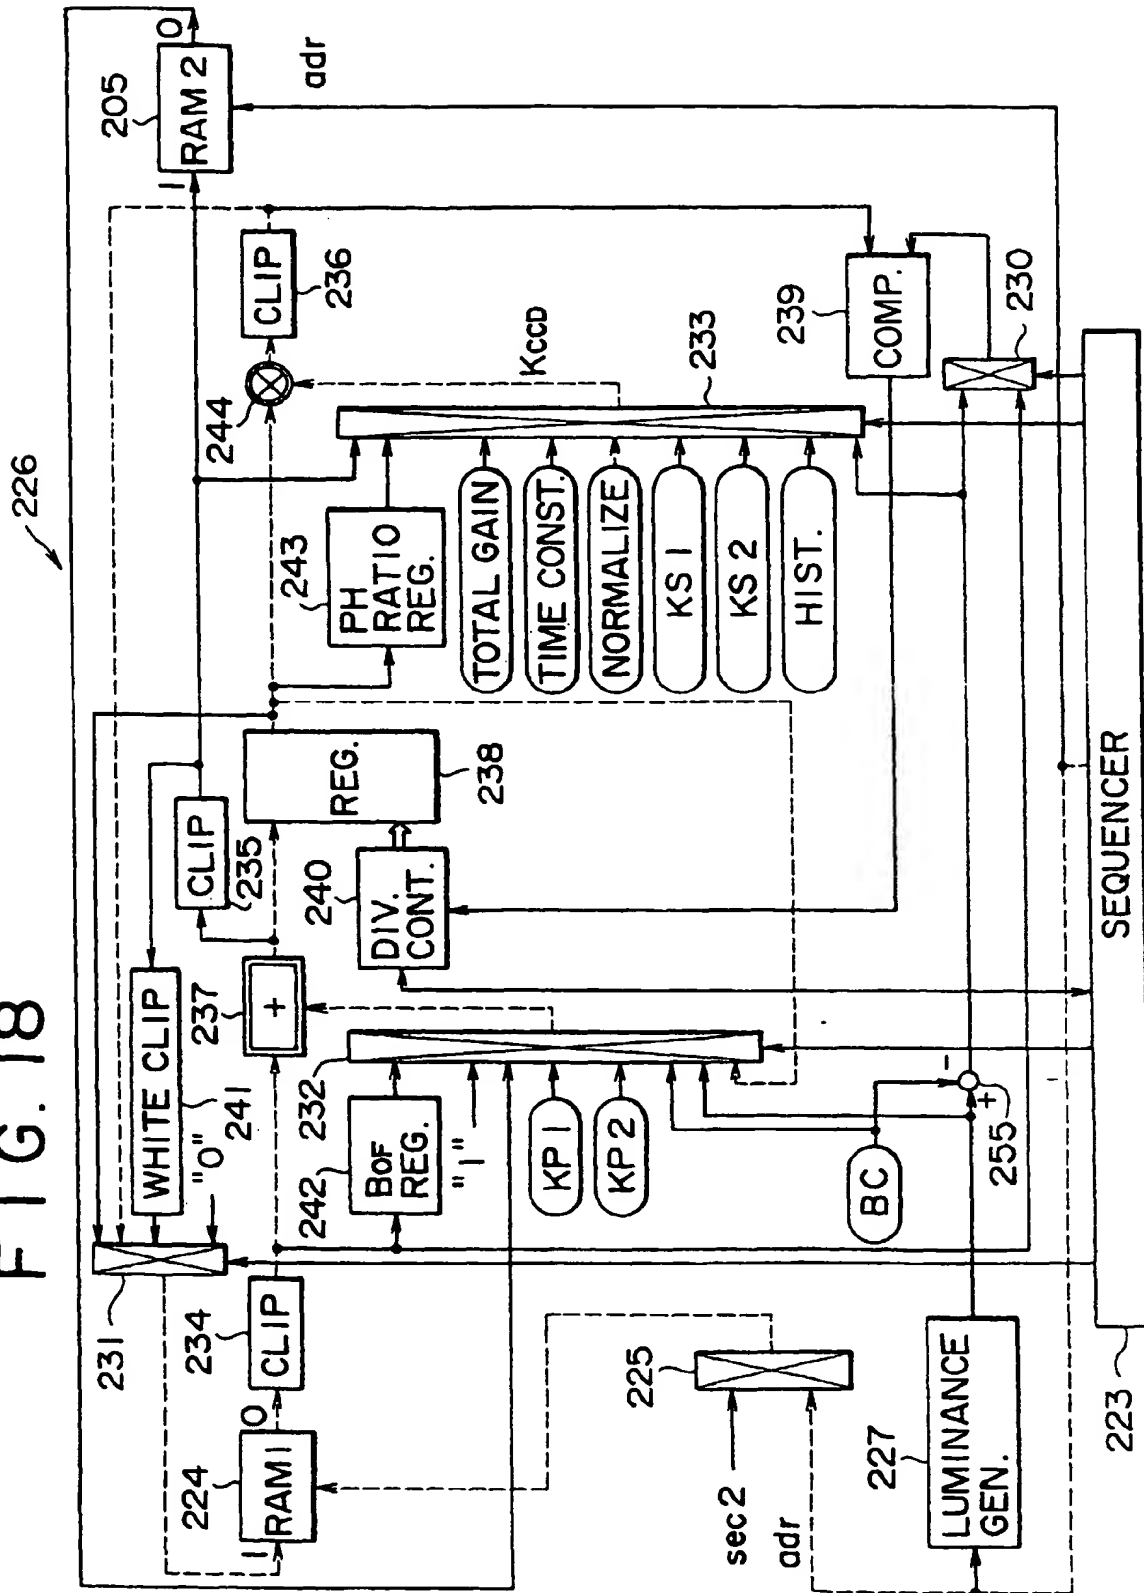 FIG. 18
226
205
RAM 2
I
O
adr
CLIP
236
244
KCCD
233
239
COMP.
230
243
PH
RATIO
REG.
TOTAL GAIN
TIME CONST.
NORMALIZE
KS 1
KS 2
HIST.
REG.
238
CLIP
235
240
DIV.
CONT.
WHITE CLIP
241
"0"
237
+
232
242
BOF
REG.
"1"
KP 1
KP 2
BC
-
+
255
231
234
CLIP
224
RAM 1
I
O
225
sec2
adr
227
LUMINANCE
GEN.
SEQUENCER
223